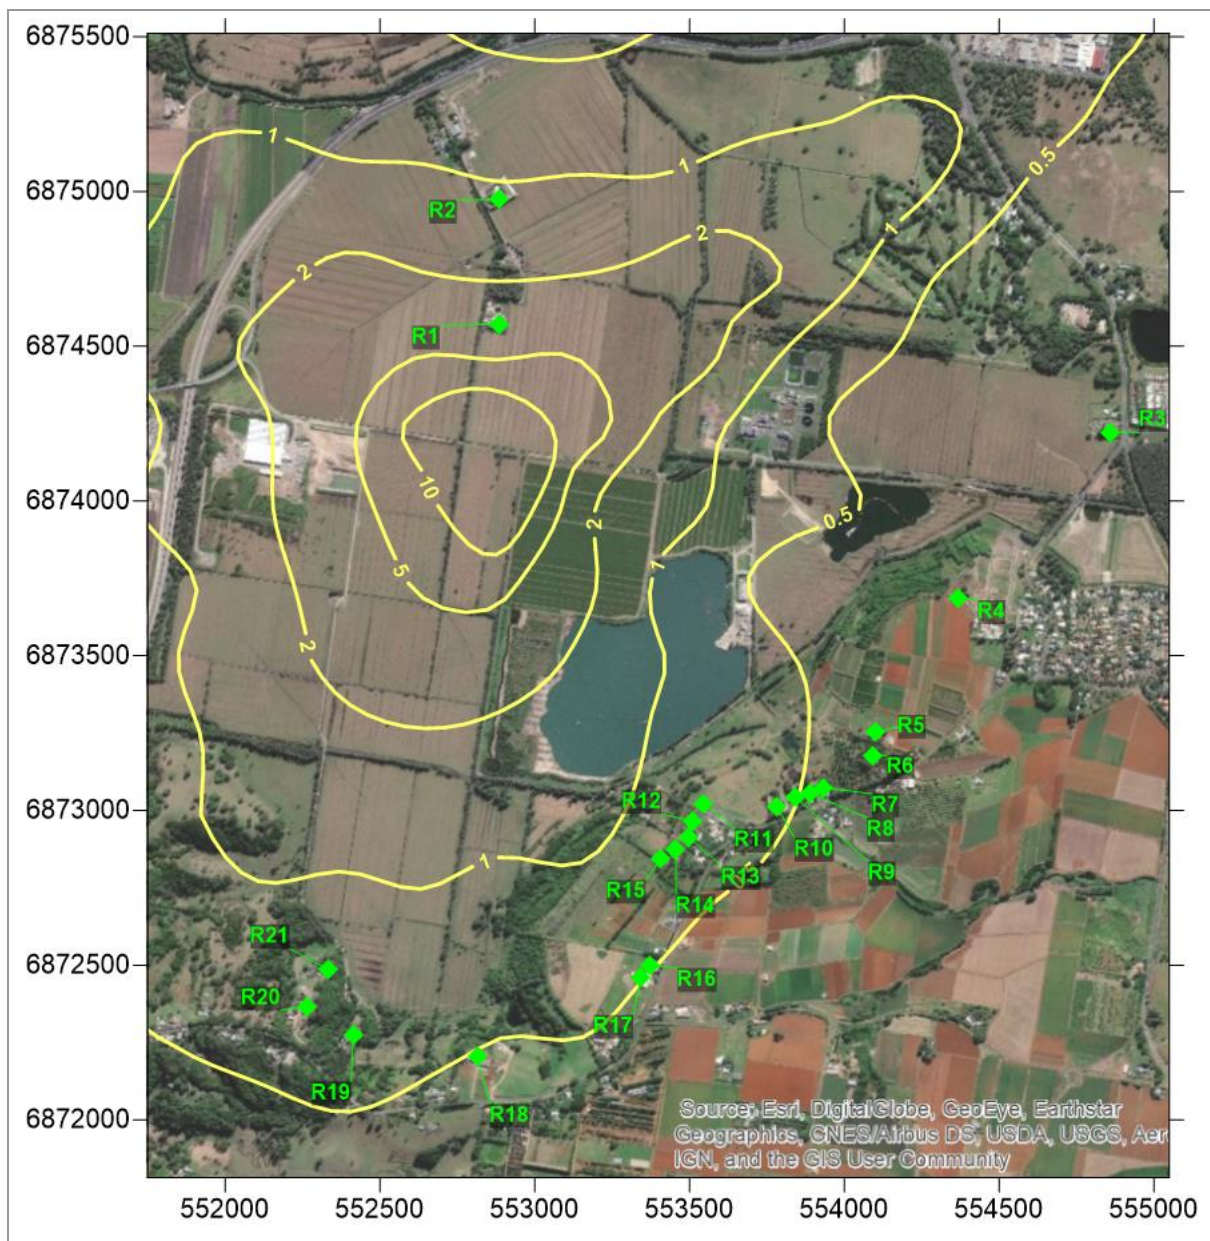 6875500
1
1
0.5
6875000
R2
2
1
2
6874500
R1
R3
10
6874000
2
0.5
5
1
R4
6873500
2
R5
R6
6873000
R12
R7
R11
R8
R10
1
R9
R13
R15
R14
R21
6872500
R16
R20
R17
R19
R18
6872000
Source: Esri, DigitalGlobe, GeoEye, Earthstar
Geographics, CNES/Airbus DS, USDA, USGS, Aer
IGN, and the GIS User Community
552000 552500 553000 553500 554000 554500 555000